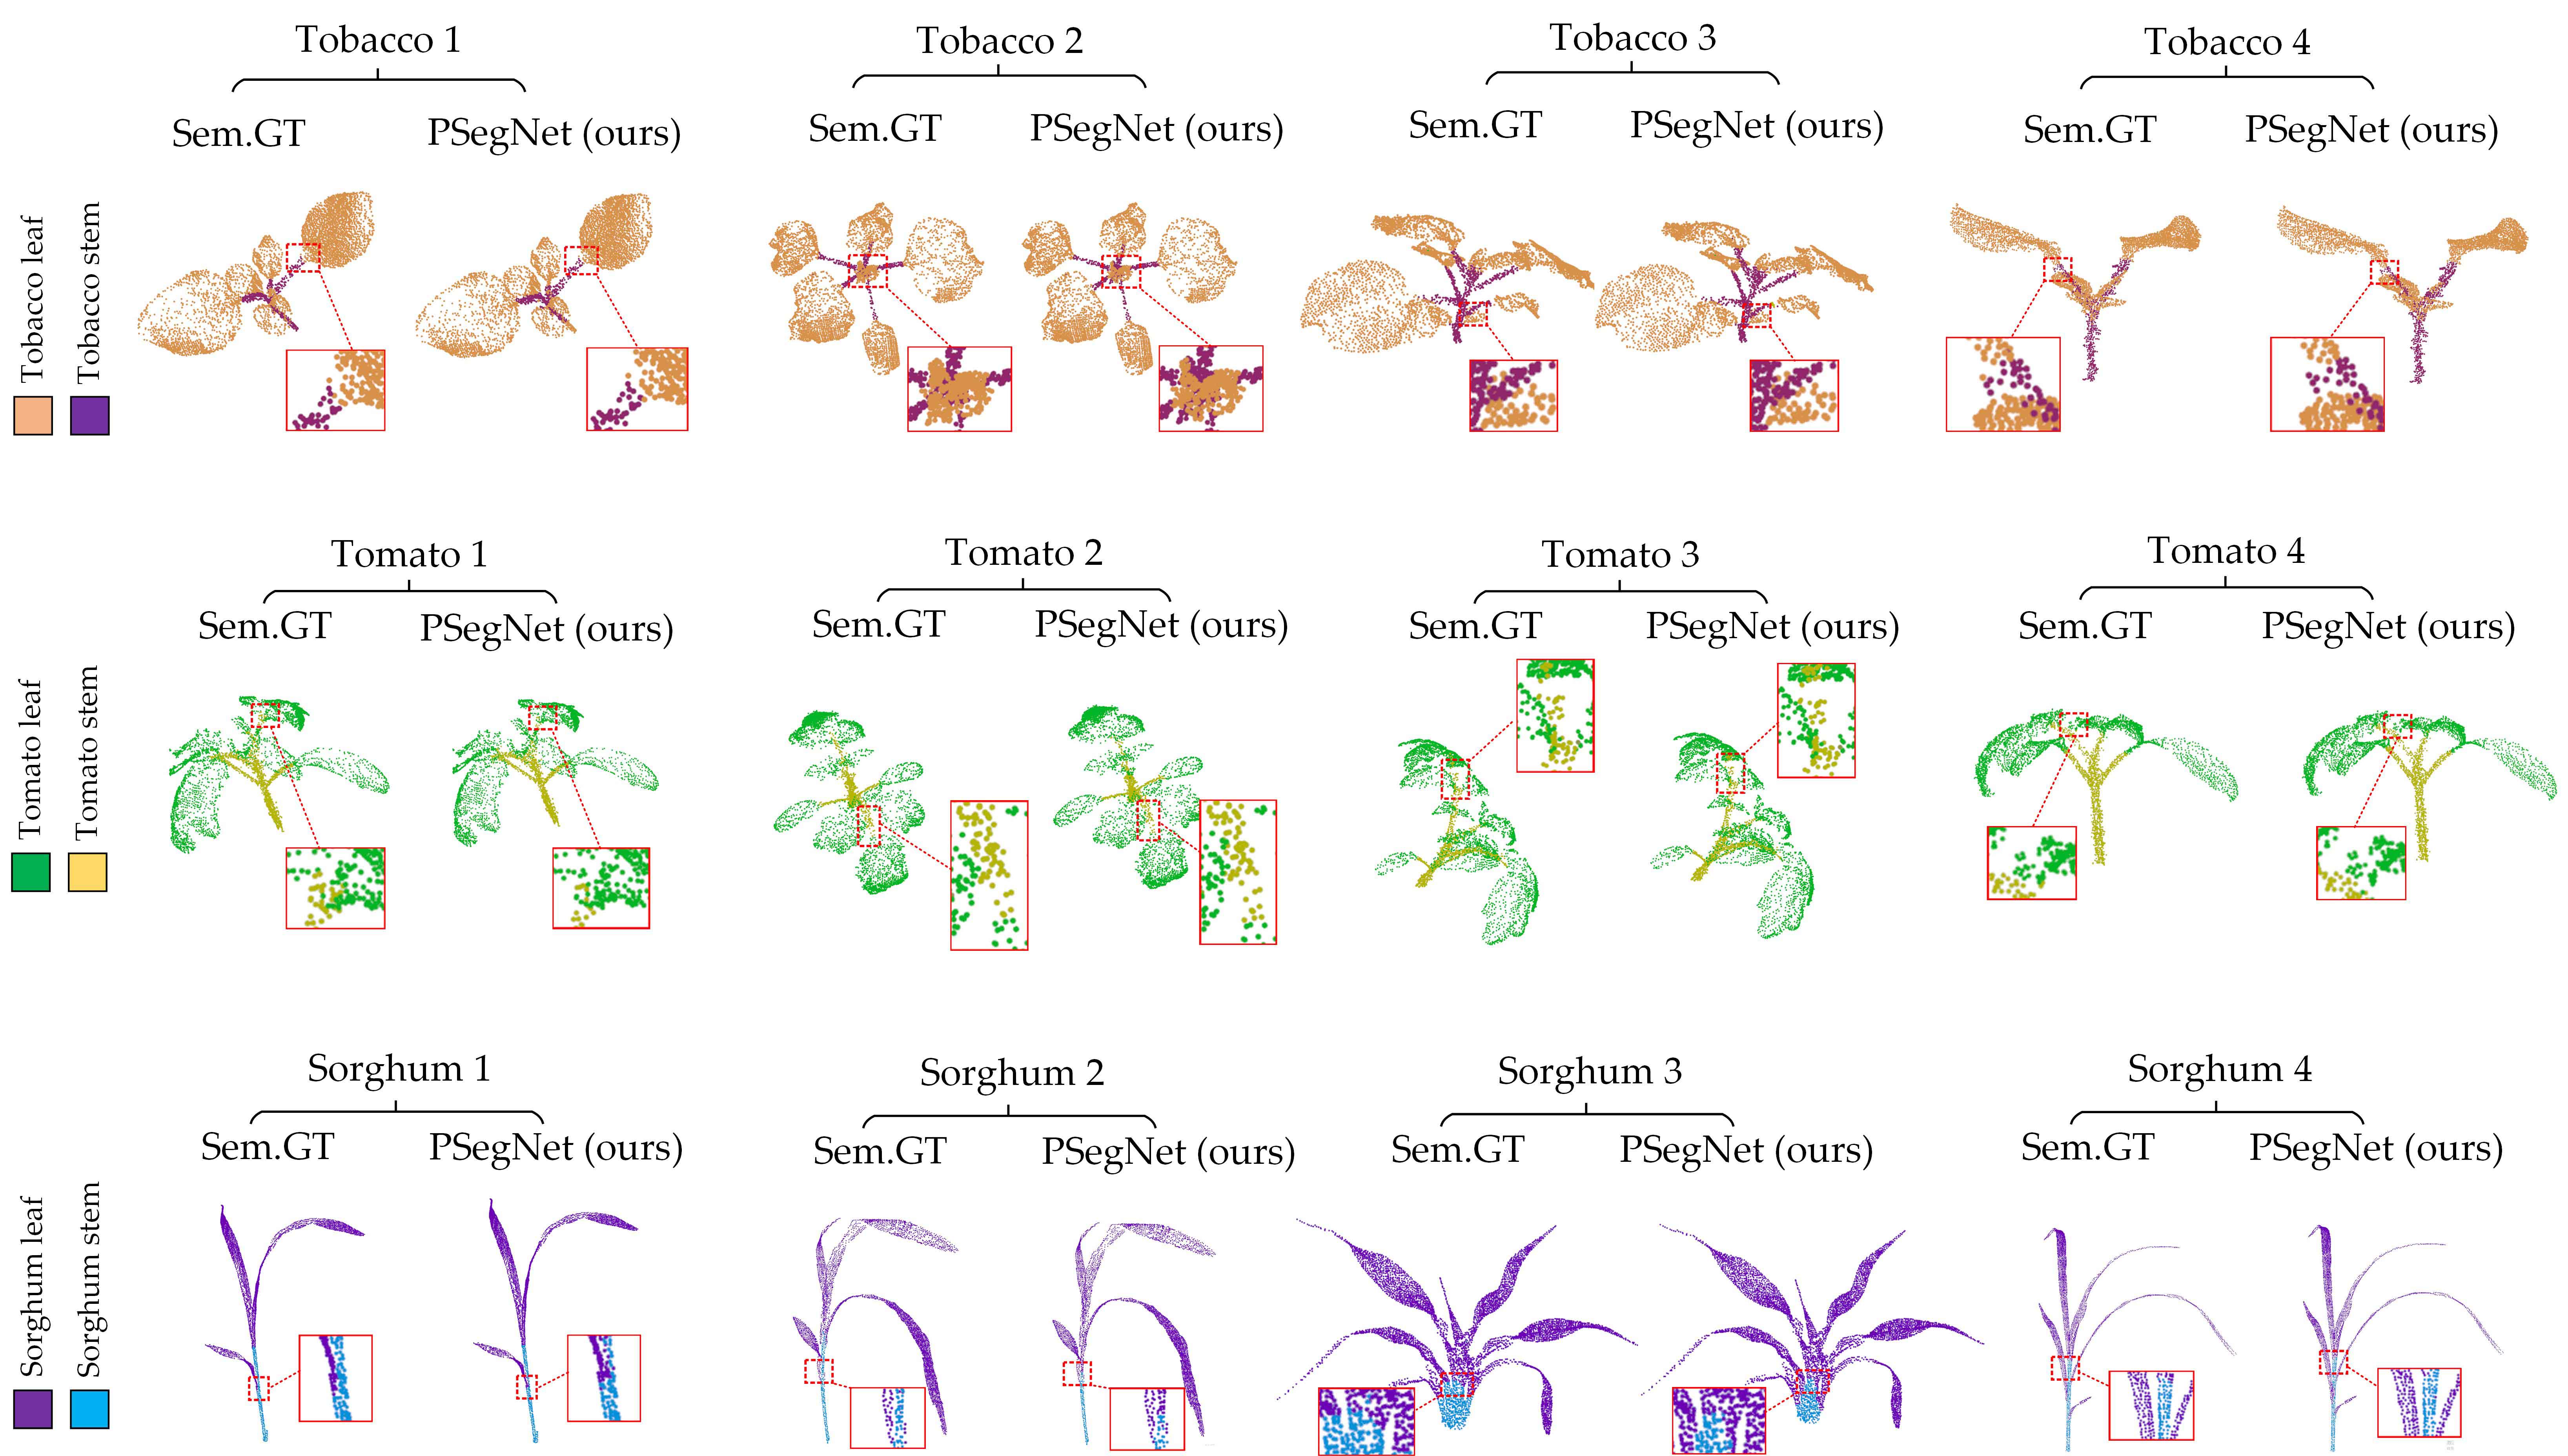 Tobacco 1
Tobacco 2
Tobacco 3
Tobacco 4
Sem.GT
PSegNet (ours)
Sem.GT
PSegNet (ours)
Sem.GT
PSegNet (ours)
Sem.GT
PSegNet (ours)
Tobacco leaf
Tobacco stem
Tomato 1
Tomato 2
Tomato 3
Tomato 4
Sem.GT
PSegNet (ours)
Sem.GT
PSegNet (ours)
Sem.GT
PSegNet (ours)
Sem.GT
PSegNet (ours)
Tomato leaf
Tomato stem
Sorghum 1
Sorghum 2
Sorghum 3
Sorghum 4
Sem.GT
PSegNet (ours)
Sem.GT
PSegNet (ours)
Sem.GT
PSegNet (ours)
Sem.GT
PSegNet (ours)
Sorghum leaf
Sorghum stem